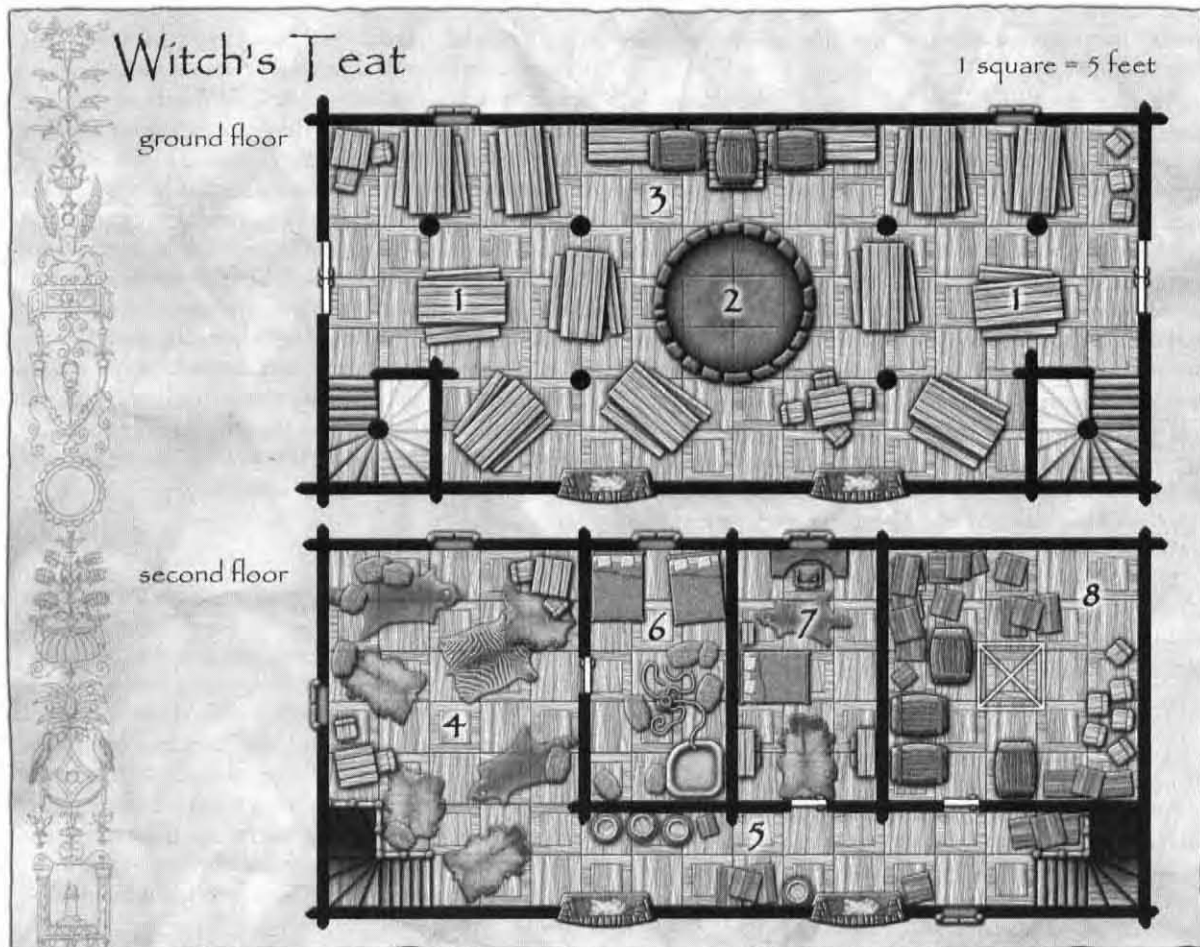 Witch's Teat
1 square = 5 feet
ground floor
3
1
2
1
second floor
8
6
7
4
5